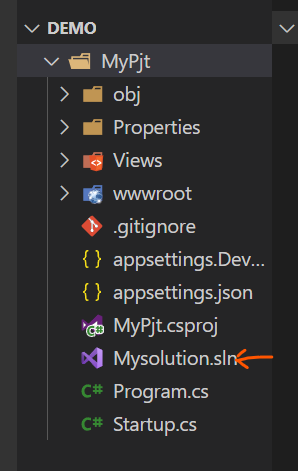 DEMO
MyPjt
obj
Properties
Views
wwwroot
.gitignore
{ } appsettings.Dev...
{ } appsettings.json
MyPjt.csproj
Mysolution.sln
C# Program.cs
C# Startup.cs